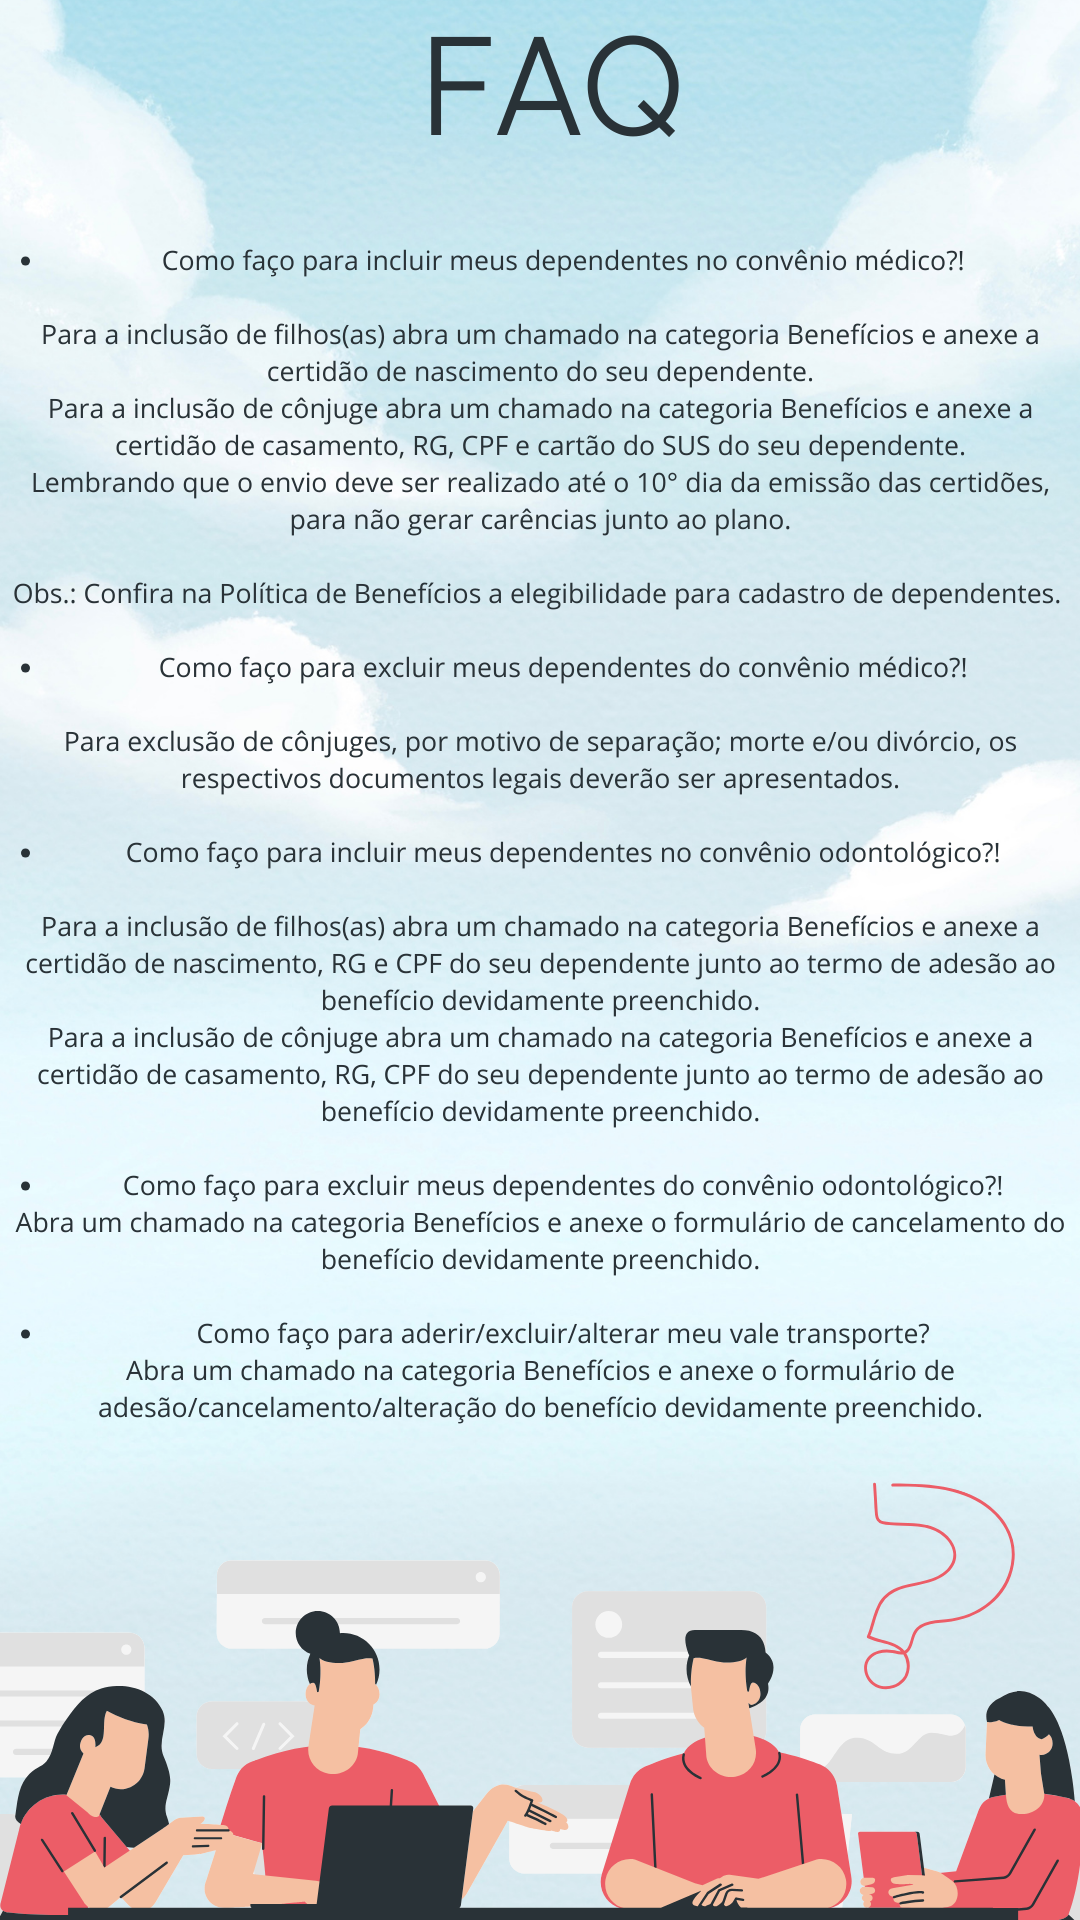 FAQ
• Como faço para incluir meus dependentes no convênio médico?!
Para a inclusão de filhos(as) abra um chamado na categoria Benefícios e anexe a
certidão de nascimento do seu dependente.
Para a inclusão de cônjuge abra um chamado na categoria Benefícios e anexe a
certidão de casamento, RG, CPF e cartão do SUS do seu dependente.
Lembrando que o envio deve ser realizado até o 10° dia da emissão das certidões,
para não gerar carências junto ao plano.
Obs.: Confira na Política de Benefícios a elegibilidade para cadastro de dependentes.
• Como faço para excluir meus dependentes do convênio médico?!
Para exclusão de cônjuges, por motivo de separação; morte e/ou divórcio, os
respectivos documentos legais deverão ser apresentados.
• Como faço para incluir meus dependentes no convênio odontológico?!
Para a inclusão de filhos(as) abra um chamado na categoria Benefícios e anexe a
certidão de nascimento, RG e CPF do seu dependente junto ao termo de adesão ao
benefício devidamente preenchido.
Para a inclusão de cônjuge abra um chamado na categoria Benefícios e anexe a
certidão de casamento, RG, CPF do seu dependente junto ao termo de adesão ao
benefício devidamente preenchido.
• Como faço para excluir meus dependentes do convênio odontológico?!
Abra um chamado na categoria Benefícios e anexe o formulário de cancelamento do
benefício devidamente preenchido.
• Como faço para aderir/excluir/alterar meu vale transporte?
Abra um chamado na categoria Benefícios e anexe o formulário de
adesão/cancelamento/alteração do benefício devidamente preenchido.
?